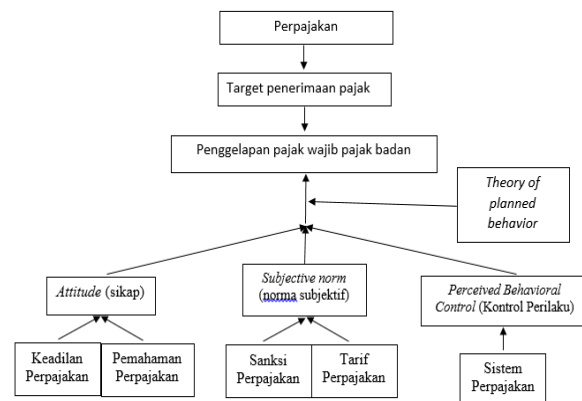 Perpajakan
Target penerimaan pajak
Penggelapan pajak wajib pajak badan
Theory of
planned
behavior
Attitude (sikap)
Subjective norm
(norma subjektif)
Perceived Behavioral
Control (Kontrol Perilaku)
Keadilan
Perpajakan
Pemahaman
Perpajakan
Sanksi
Perpajakan
Tarif
Perpajakan
Sistem
Perpajakan